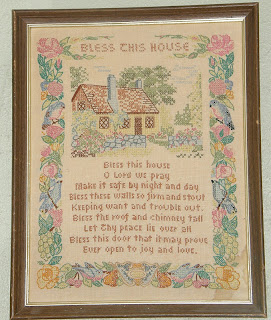 BLESS THIS HOUSE
Bless this house
O Lord we pray
Make it safe by night and day
Bless these walls so firm and stout
Keeping want and trouble out.
Bless the roof and chimney tall
Let Thy peace lie over all
Bless this door that it may prove
Ever open to joy and love.